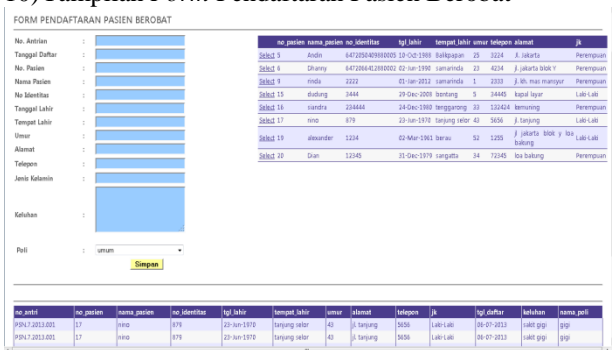 10) Tampilan Form Pendaftaran Pasien Berobat
FORM PENDAFTARAN PASIEN BEROBAT
No. Antrian :
Tanggal Daftar :
No. Pasien :
Nama Pasien :
No Identitas :
Tanggal Lahir :
Tempat Lahir :
Umur :
Alamat :
Telepon :
Jenis Kelamin :
Keluhan :
Poli : umum
Simpan
no_pasien nama_pasien no_identitas tgl_lahir tempat_lahir umur telepon alamat jk
Select 5 Andin 10-Oct-1988 Balikpapan 25 2224 Jl. Jakarta Perempuan
Select 6 Dhanny 02-Jun-1990 samarinda 23 4234 jl. jakarta blok Y Perempuan
Select 9 rinda 2222 01-Jan-2012 samarinda 1 2333 jl. kh. mas mansyur Perempuan
Select 15 dudung 3444 29-Dec-2008 bontang 5 34445 kapal layar Laki-Laki
Select 16 siandra 234444 24-Dec-1980 tenggarong 33 132424 kemuning Perempuan
Select 17 nino 879 23-Jun-1970 tanjung selor 43 5656 jl. tanjung Laki-Laki
Select 19 alexander 1234 02-Mar-1961 berau 52 1255 jl jakarta blok y loa bakung Laki-Laki
Select 20 Dian 12345 31-Dec-1979 sangatta 34 72345 loa bakung Perempuan
no_antri no_pasien nama_pasien no_identitas tgl_lahir tempat_lahir umur alamat telepon jk tgl_daftar keluhan nama_poli
PSN.7.2013.001 17 nino 879 23-Jun-1970 tanjung selor 43 jl. tanjung 5656 Laki-Laki 06-07-2013 sakit gigi gigi
PSN.7.2013.001 17 nino 879 23-Jun-1970 tanjung selor 43 jl. tanjung 5656 Laki-Laki 06-07-2013 sakit gigi gigi